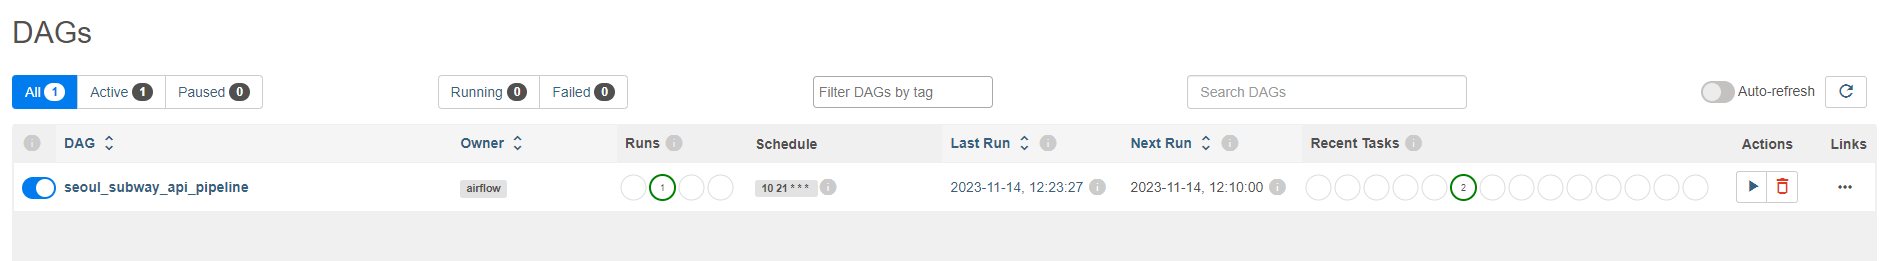 DAGs
All 1 Active 1 Paused 0 Running 0 Failed 0 Filter DAGs by tag Search DAGs Auto-refresh
DAG Owner Runs Schedule Last Run Next Run Recent Tasks Actions Links
seoul_subway_api_pipeline airflow 1 10 21 * * * 2023-11-14, 12:23:27 2023-11-14, 12:10:00 2